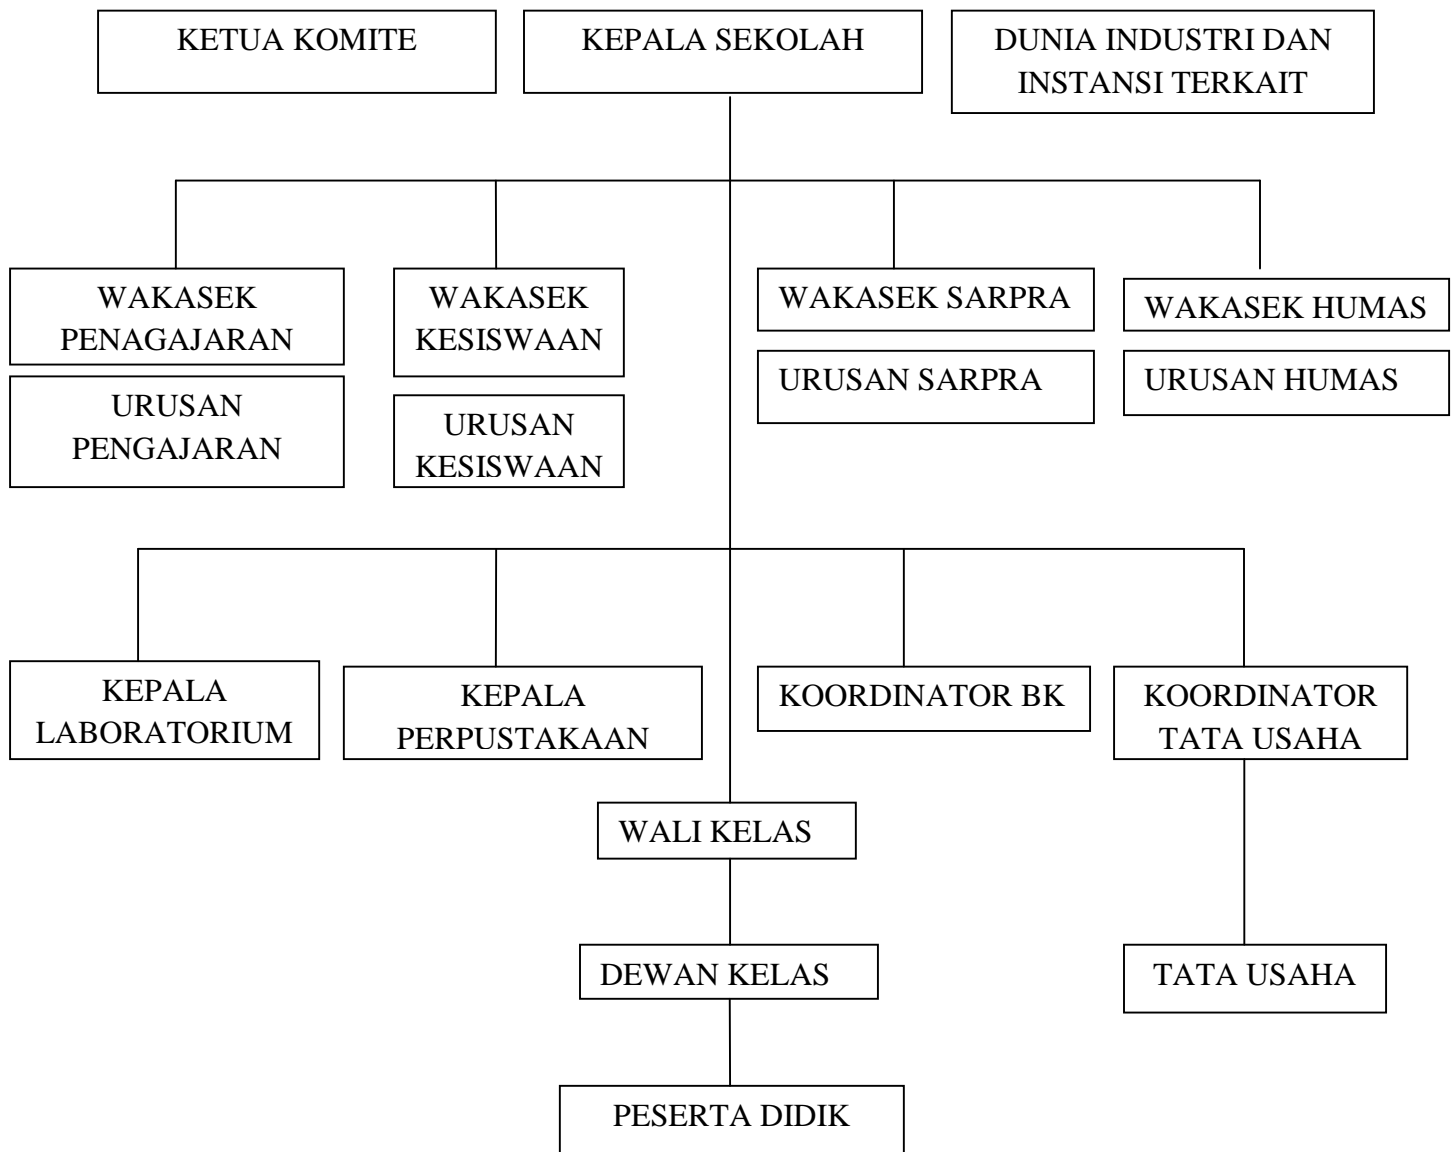 KETUA KOMITE
KEPALA SEKOLAH
DUNIA INDUSTRI DAN
INSTANSI TERKAIT
WAKASEK
PENAGAJARAN
WAKASEK
KESISWAAN
WAKASEK SARPRA
WAKASEK HUMAS
URUSAN
PENGAJARAN
URUSAN
KESISWAAN
URUSAN SARPRA
URUSAN HUMAS
KEPALA
LABORATORIUM
KEPALA
PERPUSTAKAAN
KOORDINATOR BK
KOORDINATOR
TATA USAHA
WALI KELAS
DEWAN KELAS
TATA USAHA
PESERTA DIDIK